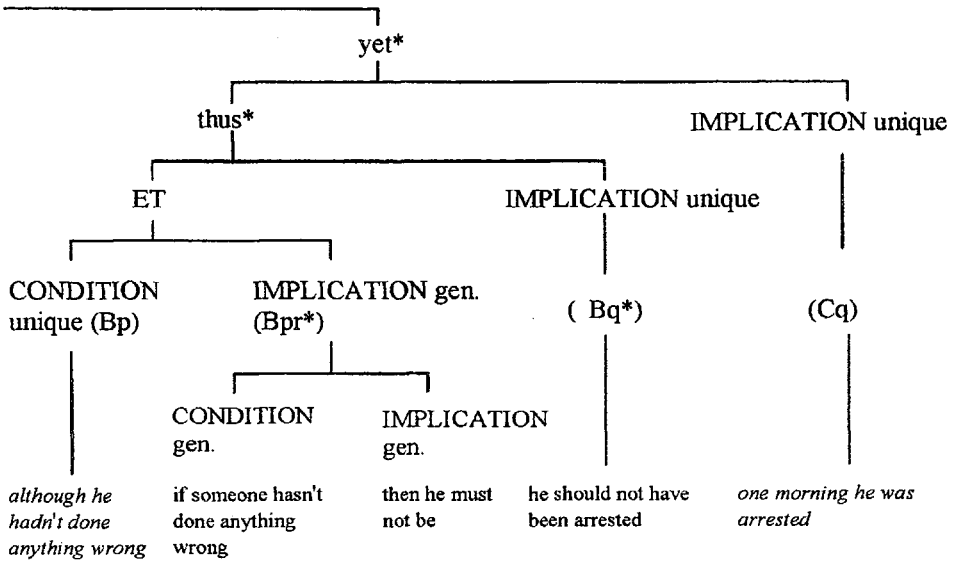 yet*
thus*
IMPLICATION unique
ET
IMPLICATION unique
CONDITION
unique (Bp)
IMPLICATION gen.
(Bpr*)
( Bq*)
(Cq)
CONDITION
gen.
IMPLICATION
gen.
although he
hadn't done
anything wrong
if someone hasn't
done anything
wrong
then he must
not be
he should not have
been arrested
one morning he was
arrested